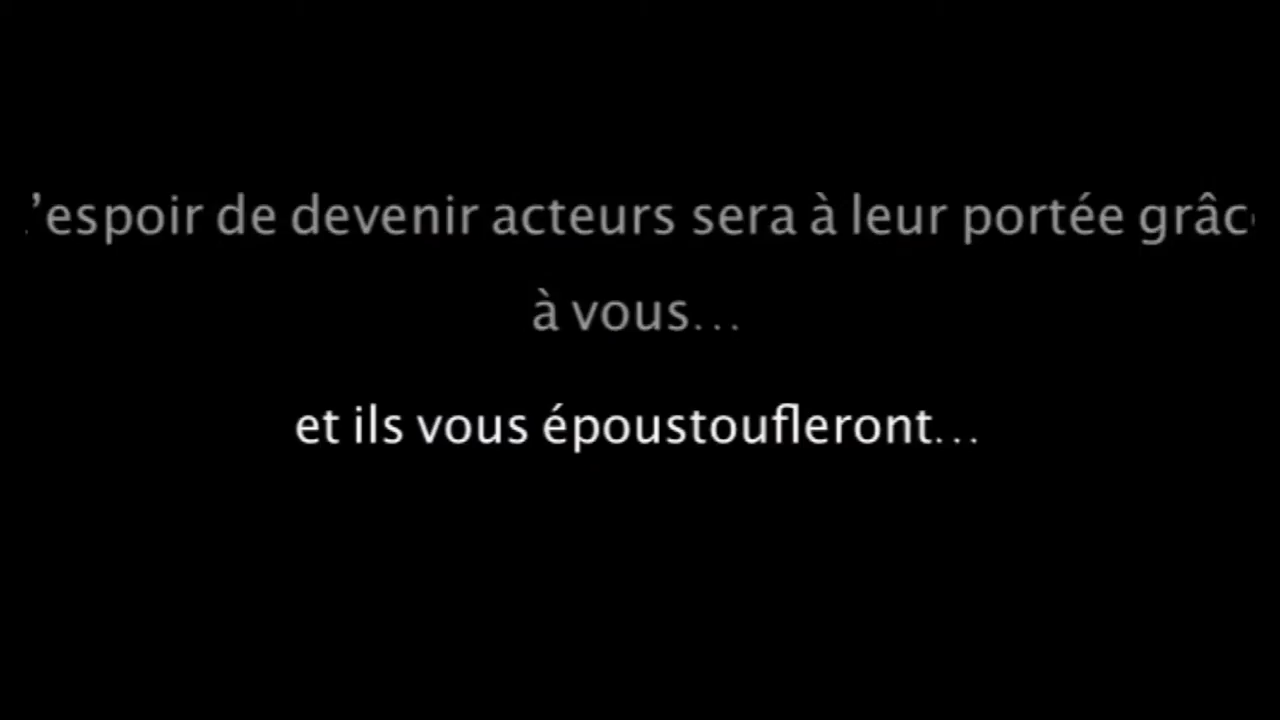 'espoir de devenir acteurs sera à leur portée grâc
à vous…
et ils vous époustoufleront…